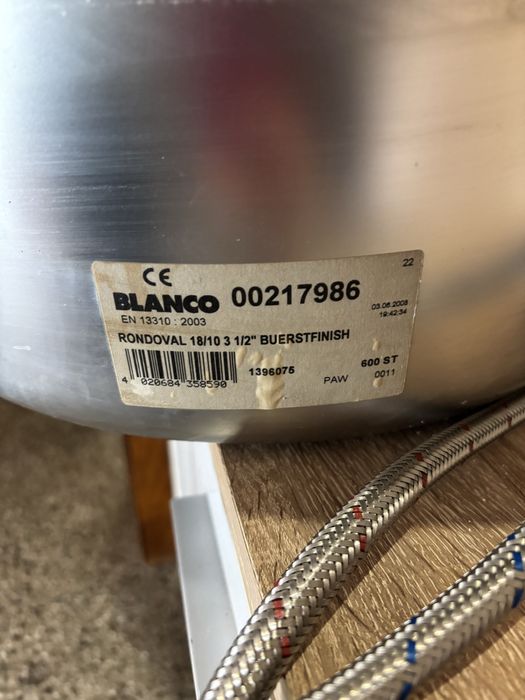 22
CE
BLANCO 00217986
EN 13310 : 2003
03.06.2008
19:42:34
RONDOVAL 18/10 3 1/2" BUERSTFINISH
4 020684 358590
1396075
600 ST
PAW 0011